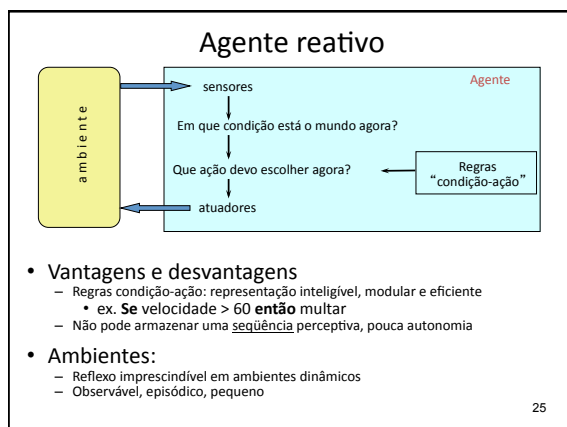 Agente reativo
Agente
ambiente
sensores
Em que condição está o mundo agora?
Que ação devo escolher agora?
Regras
“condição-ação”
atuadores
• Vantagens e desvantagens
– Regras condição-ação: representação inteligível, modular e eficiente
• ex. Se velocidade > 60 então multar
– Não pode armazenar uma seqüência perceptiva, pouca autonomia
• Ambientes:
– Reflexo imprescindível em ambientes dinâmicos
– Observável, episódico, pequeno
25